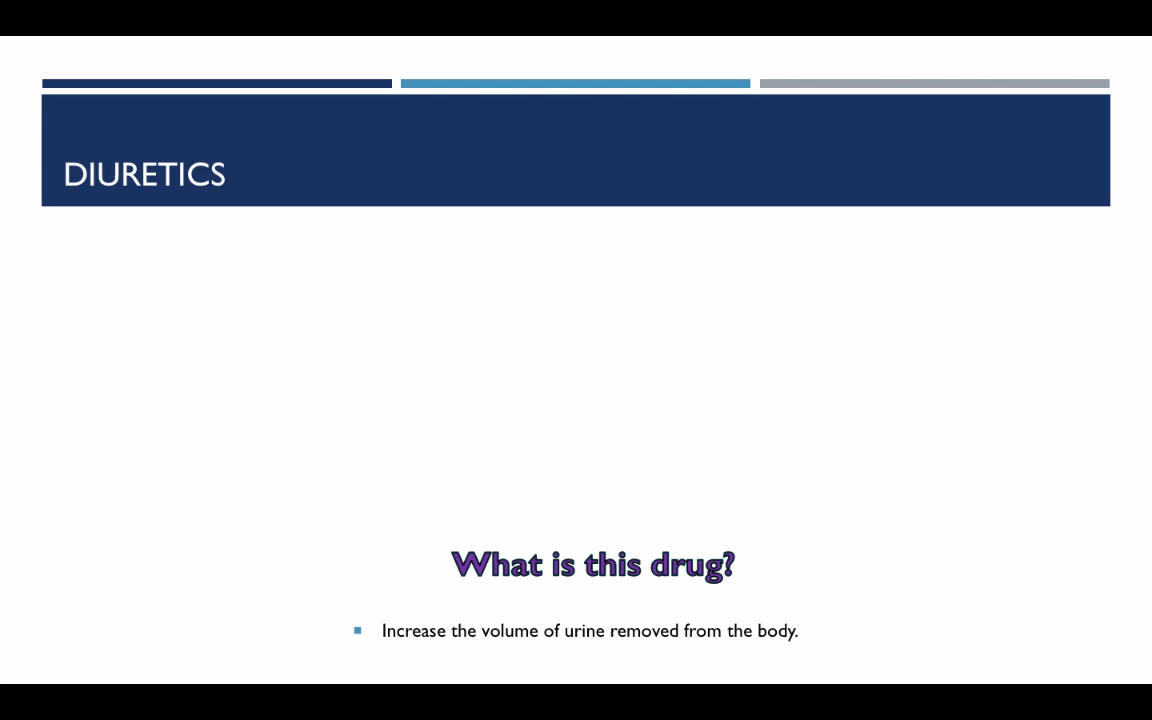 DIURETICS
What is this drug?
Increase the volume of urine removed from the body.